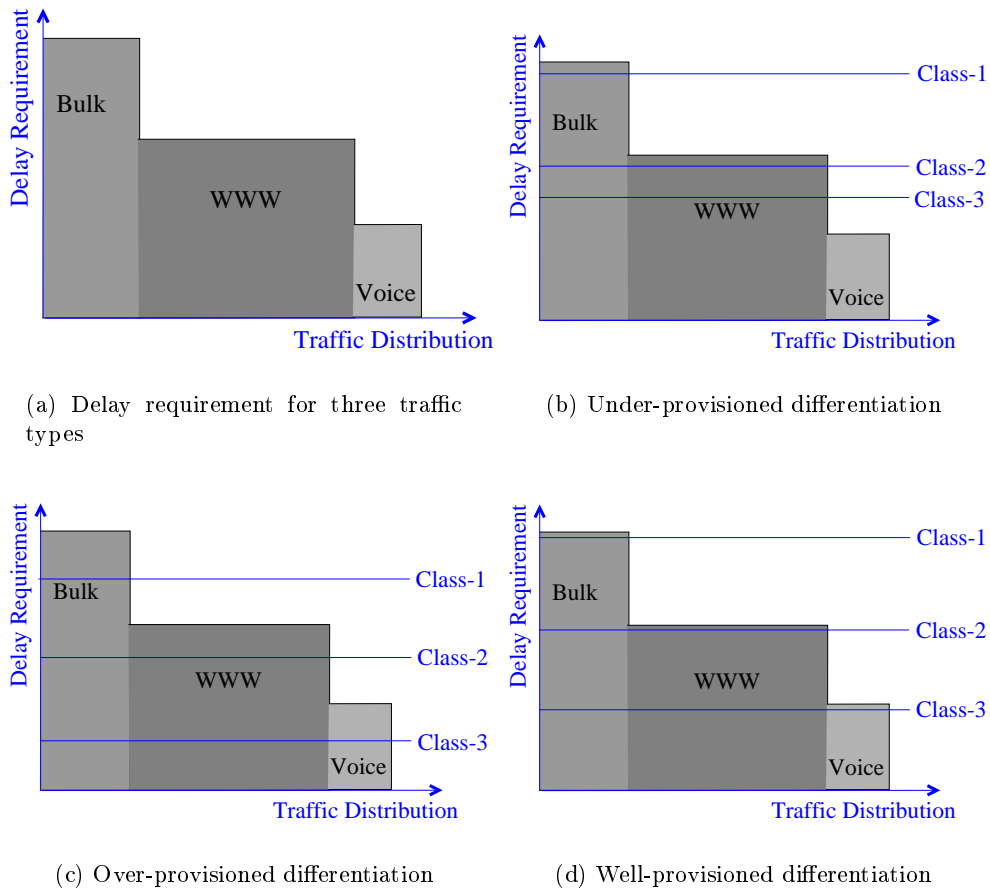 Delay Requirement
Bulk
WWW
Voice
Traffic Distribution
(a) Delay requirement for three traffic
types
Delay Requirement
Class-1
Bulk
Class-2
Class-3
WWW
Voice
Traffic Distribution
(b) Under-provisioned differentiation
Delay Requirement
Class-1
Bulk
Class-2
WWW
Class-3
Voice
Traffic Distribution
(c) Over-provisioned differentiation
Delay Requirement
Class-1
Bulk
Class-2
WWW
Class-3
Voice
Traffic Distribution
(d) Well-provisioned differentiation